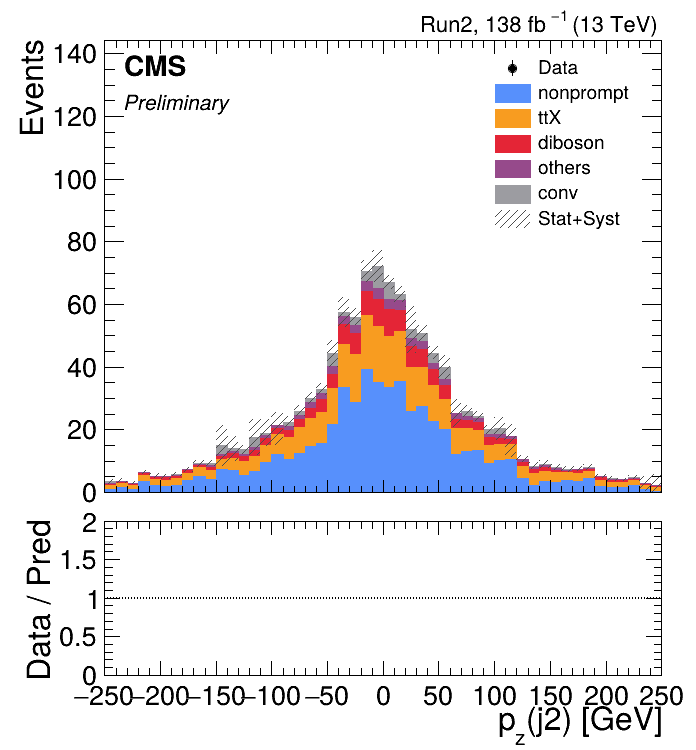 Run2, 138 fb⁻¹ (13 TeV)
CMS
Preliminary
Data
nonprompt
ttX
diboson
others
conv
Stat+Syst
Events
140
120
100
80
60
40
20
0
Data / Pred
2
1.5
1
0.5
0
−250 −200 −150 −100 −50 0 50 100 150 200 250
p_z(j2) [GeV]